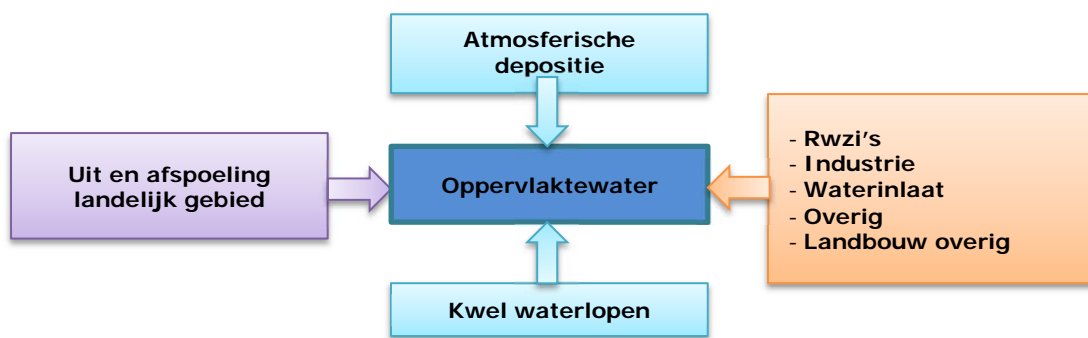 Atmosferische
depositie
Uit en afspoeling
landelijk gebied
Oppervlaktewater
- Rwzi's
- Industrie
- Waterinlaat
- Overig
- Landbouw overig
Kwel waterlopen